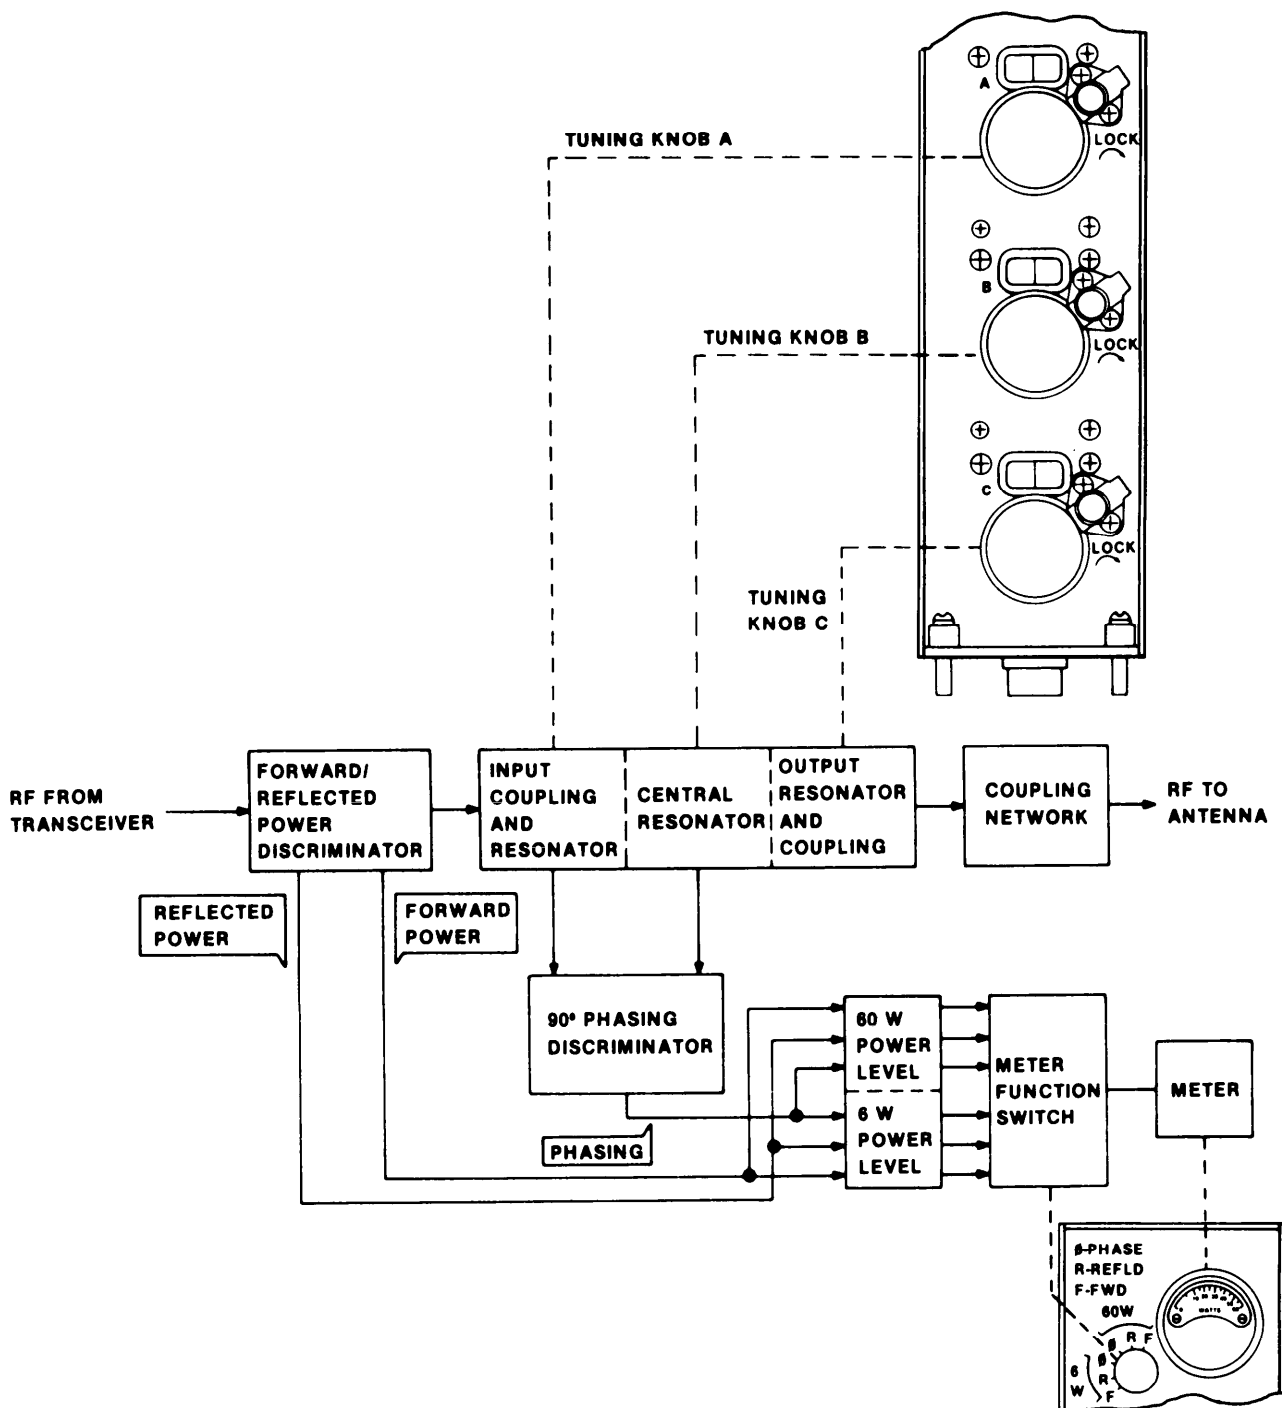 A
LOCK
TUNING KNOB A
B
LOCK
TUNING KNOB B
C
LOCK
TUNING
KNOB C
RF FROM
TRANSCEIVER
FORWARD/
REFLECTED
POWER
DISCRIMINATOR
INPUT
COUPLING
AND
RESONATOR
CENTRAL
RESONATOR
OUTPUT
RESONATOR
AND
COUPLING
COUPLING
NETWORK
RF TO
ANTENNA
REFLECTED
POWER
FORWARD
POWER
90° PHASING
DISCRIMINATOR
PHASING
60 W
POWER
LEVEL
6 W
POWER
LEVEL
METER
FUNCTION
SWITCH
METER
Ø-PHASE
R-REFLD
F-FWD
60W
Ø R F
Ø
R
F
6
W
WATTS